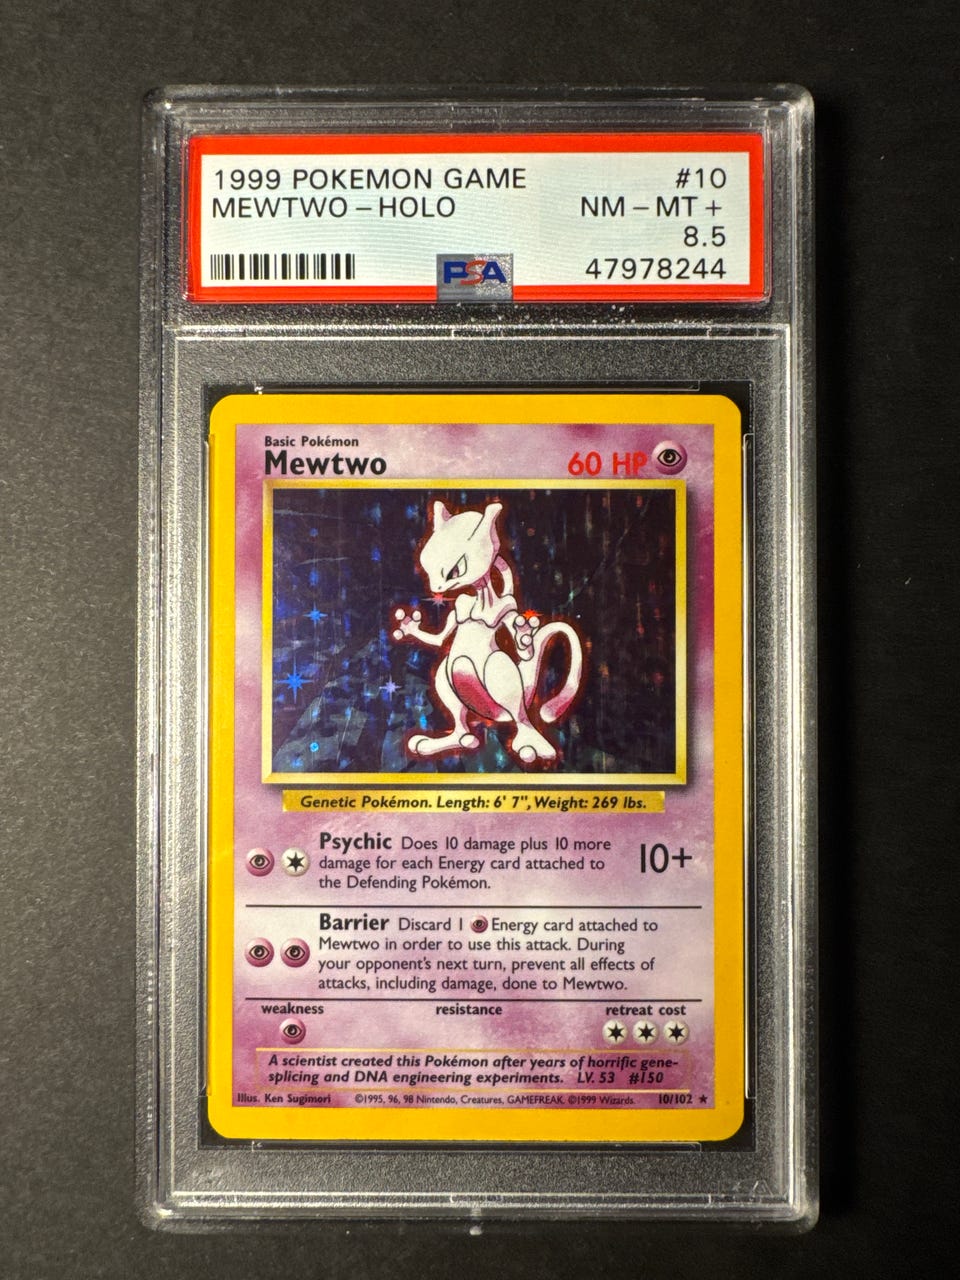 1999 POKEMON GAME #10
MEWTWO – HOLO NM – MT +
8.5
PSA 47978244
Basic Pokémon
Mewtwo 60 HP
Genetic Pokémon. Length: 6' 7", Weight: 269 lbs.
Psychic Does 10 damage plus 10 more
damage for each Energy card attached to
the Defending Pokémon.
10+
Barrier Discard 1 Energy card attached to
Mewtwo in order to use this attack. During
your opponent's next turn, prevent all effects of
attacks, including damage, done to Mewtwo.
weakness resistance retreat cost
A scientist created this Pokémon after years of horrific gene-
splicing and DNA engineering experiments. LV. 53 #150
Illus. Ken Sugimori ©1995, 96, 98 Nintendo, Creatures, GAMEFREAK. ©1999 Wizards. 10/102 ★